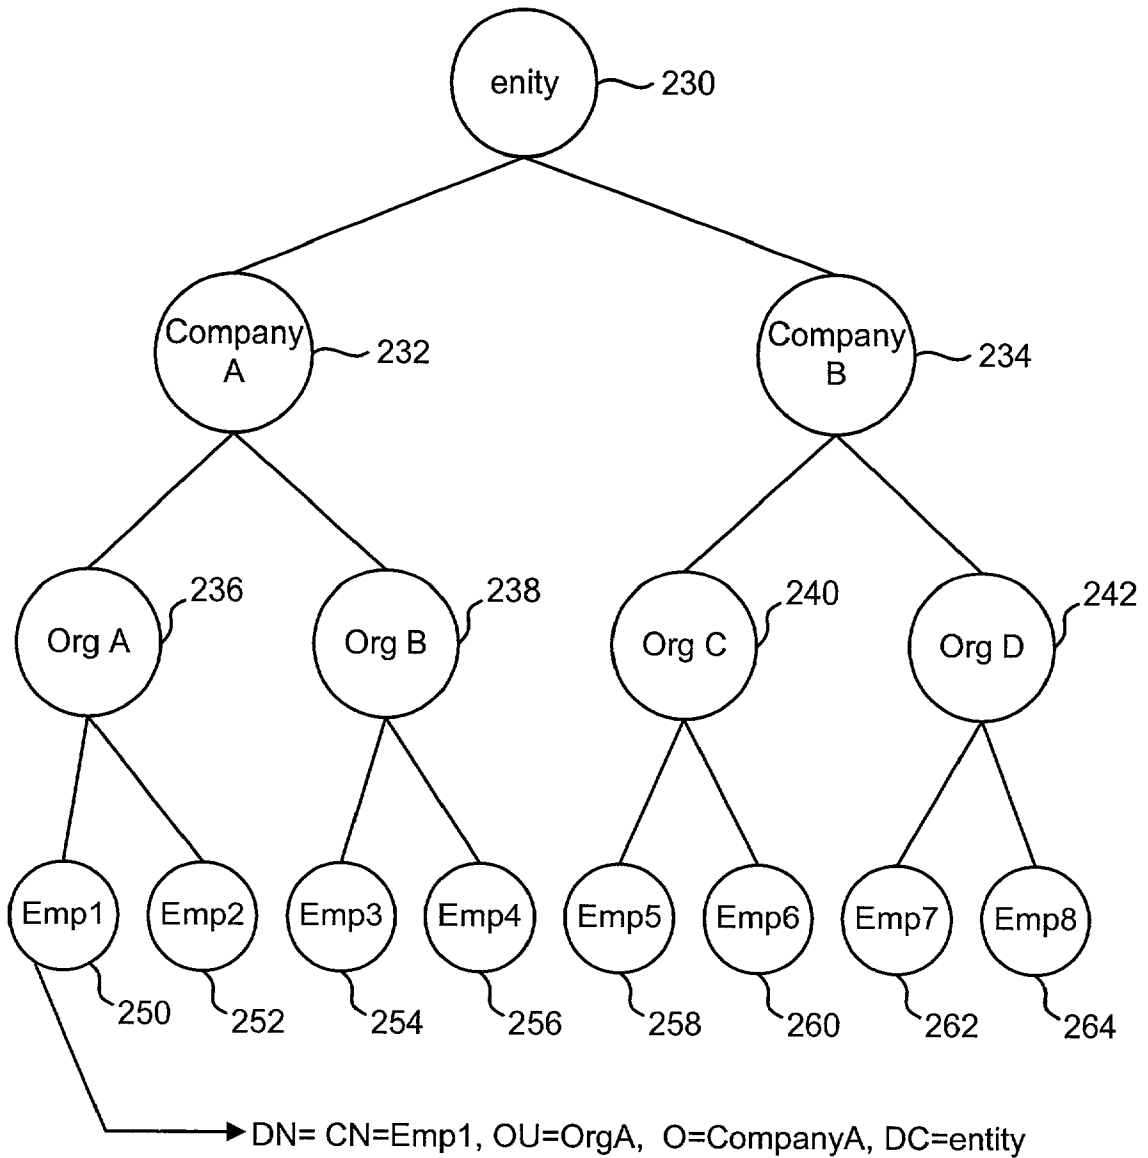 enity
230
Company
A
232
Company
B
234
Org A
236
Org B
238
Org C
240
Org D
242
Emp1
Emp2
Emp3
Emp4
Emp5
Emp6
Emp7
Emp8
250
252
254
256
258
260
262
264
DN= CN=Emp1, OU=OrgA, O=CompanyA, DC=entity